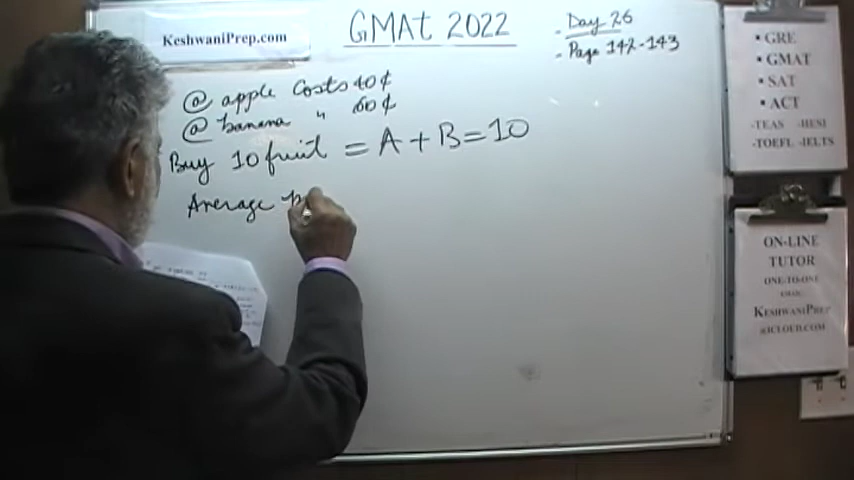 KeshwaniPrep.com
GMAt 2022
- Day 26
- Page 142-143
@ apple Costs 40¢
@ banana " 60¢
Buy 10 fruit = A + B = 10
Average
▪ GRE
▪ GMAT
▪ SAT
▪ ACT
-TEAS -HESI
-TOEFL -IELTS
ON-LINE
TUTOR
ONE-TO-ONE
KESHWANIPREP
@ICLOUD.COM